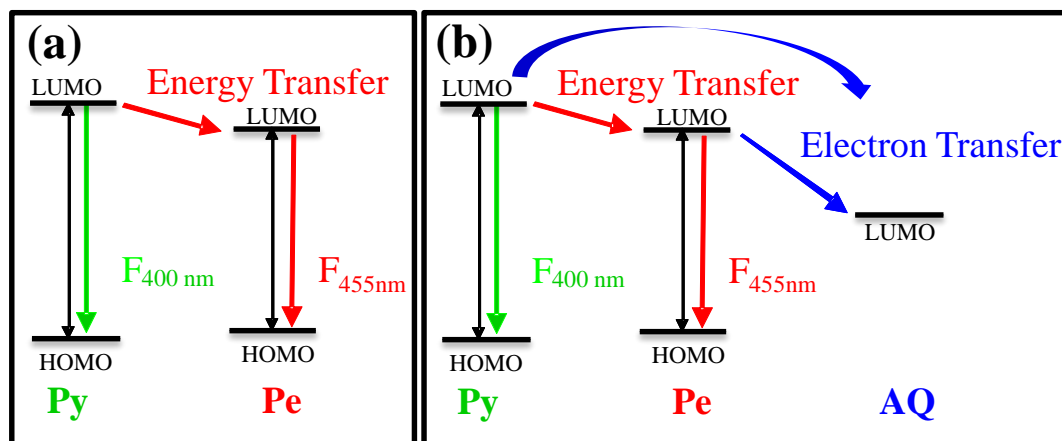 (a)
LUMO
Energy Transfer
LUMO
F400 nm
F455nm
HOMO
HOMO
Py
Pe
(b)
LUMO
Energy Transfer
LUMO
Electron Transfer
LUMO
F400 nm
F455nm
HOMO
HOMO
Py
Pe
AQ